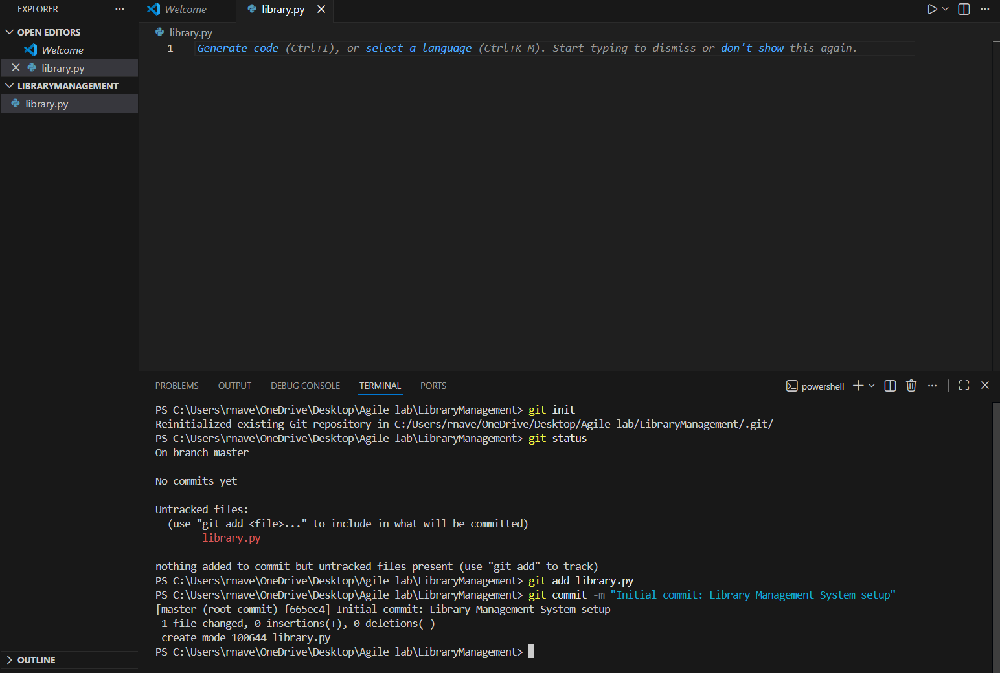 EXPLORER
OPEN EDITORS
Welcome
library.py
LIBRARYMANAGEMENT
library.py
OUTLINE
Welcome
library.py
library.py
1 Generate code (Ctrl+I), or select a language (Ctrl+K M). Start typing to dismiss or don't show this again.
PROBLEMS OUTPUT DEBUG CONSOLE TERMINAL PORTS powershell
PS C:\Users\rnave\OneDrive\Desktop\Agile lab\LibraryManagement> git init
Reinitialized existing Git repository in C:/Users/rnave/OneDrive/Desktop/Agile lab/LibraryManagement/.git/
PS C:\Users\rnave\OneDrive\Desktop\Agile lab\LibraryManagement> git status
On branch master
No commits yet
Untracked files:
(use "git add <file>..." to include in what will be committed)
library.py
nothing added to commit but untracked files present (use "git add" to track)
PS C:\Users\rnave\OneDrive\Desktop\Agile lab\LibraryManagement> git add library.py
PS C:\Users\rnave\OneDrive\Desktop\Agile lab\LibraryManagement> git commit -m "Initial commit: Library Management System setup"
[master (root-commit) f665ec4] Initial commit: Library Management System setup
1 file changed, 0 insertions(+), 0 deletions(-)
create mode 100644 library.py
PS C:\Users\rnave\OneDrive\Desktop\Agile lab\LibraryManagement>